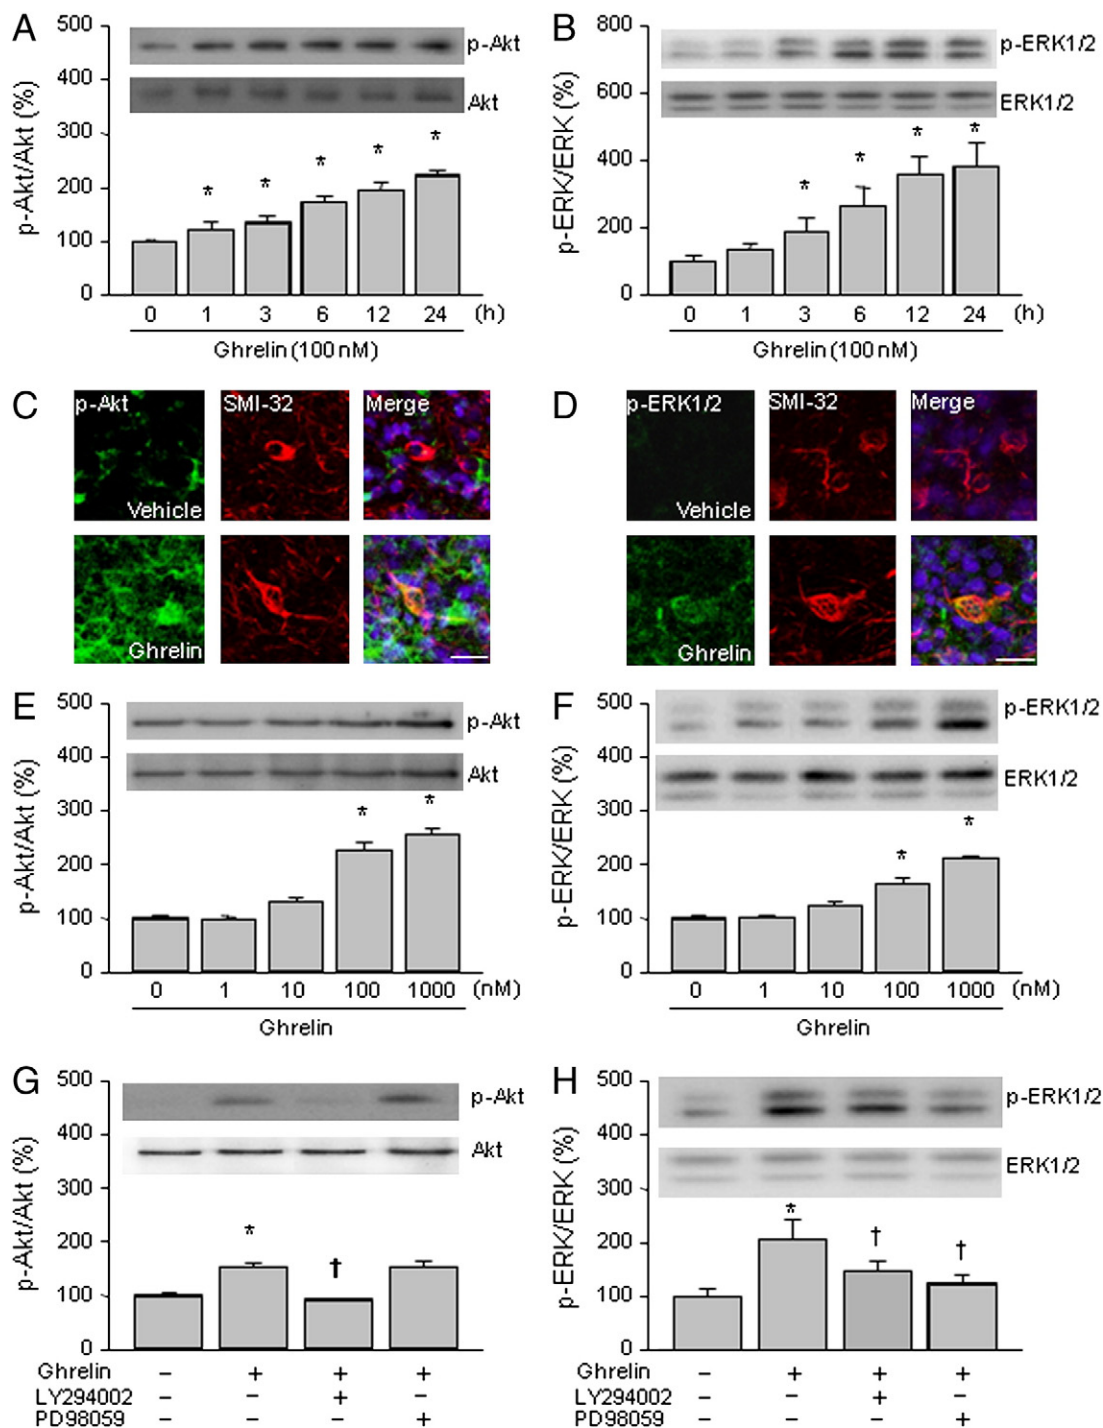 A
p-Akt/Akt (%)
500
400
300
200
100
0
p-Akt
Akt
* * * * *
0 1 3 6 12 24 (h)
Ghrelin (100 nM)
B
p-ERK/ERK (%)
800
600
400
200
0
p-ERK1/2
ERK1/2
* * * *
0 1 3 6 12 24 (h)
Ghrelin (100 nM)
C
p-Akt SMI-32 Merge
Vehicle
Ghrelin
D
p-ERK1/2 SMI-32 Merge
Vehicle
Ghrelin
E
p-Akt/Akt (%)
500
400
300
200
100
0
p-Akt
Akt
* *
0 1 10 100 1000 (nM)
Ghrelin
F
p-ERK/ERK (%)
500
400
300
200
100
0
p-ERK1/2
ERK1/2
* *
0 1 10 100 1000 (nM)
Ghrelin
G
p-Akt/Akt (%)
500
400
300
200
100
0
p-Akt
Akt
* †
Ghrelin – + + +
LY294002 – – + –
PD98059 – – – +
H
p-ERK/ERK (%)
500
400
300
200
100
0
p-ERK1/2
ERK1/2
* † †
Ghrelin – + + +
LY294002 – – + –
PD98059 – – – +